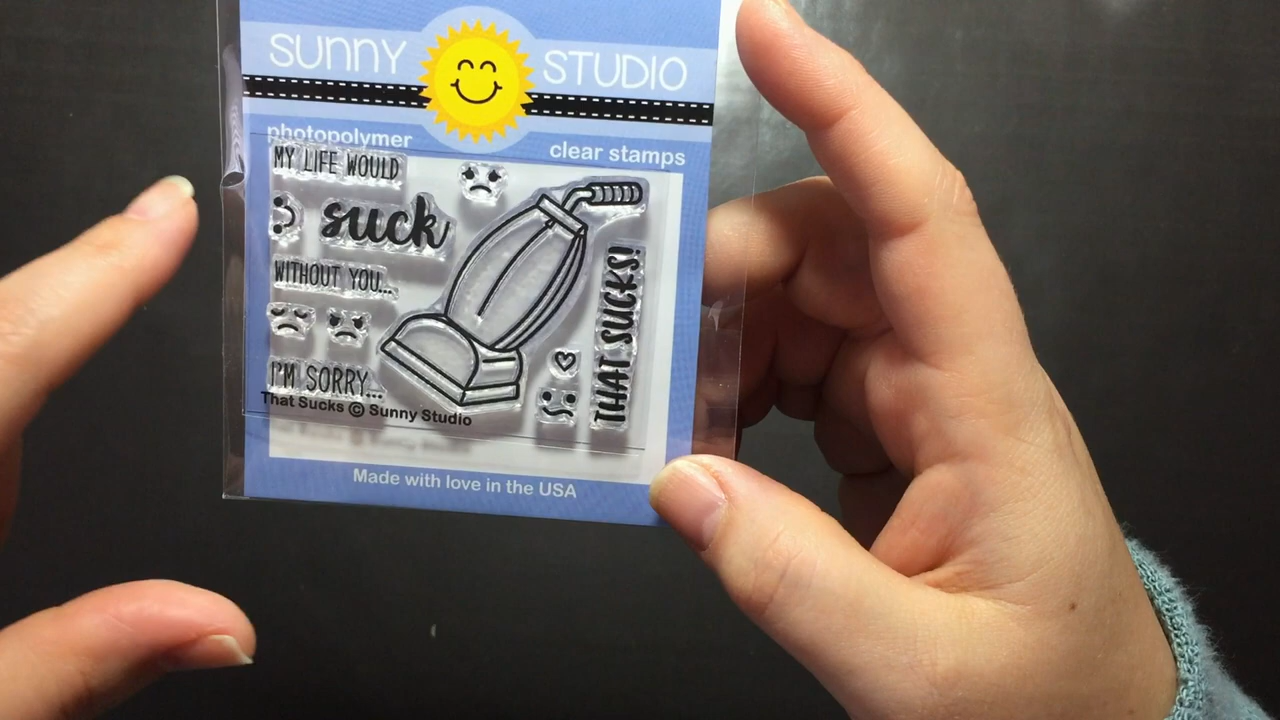 SUNNY STUDIO
photopolymer
clear stamps
MY LIFE WOULD
suck
WITHOUT YOU...
I'M SORRY...
THAT SUCKS!
That Sucks © Sunny Studio
Made with love in the USA